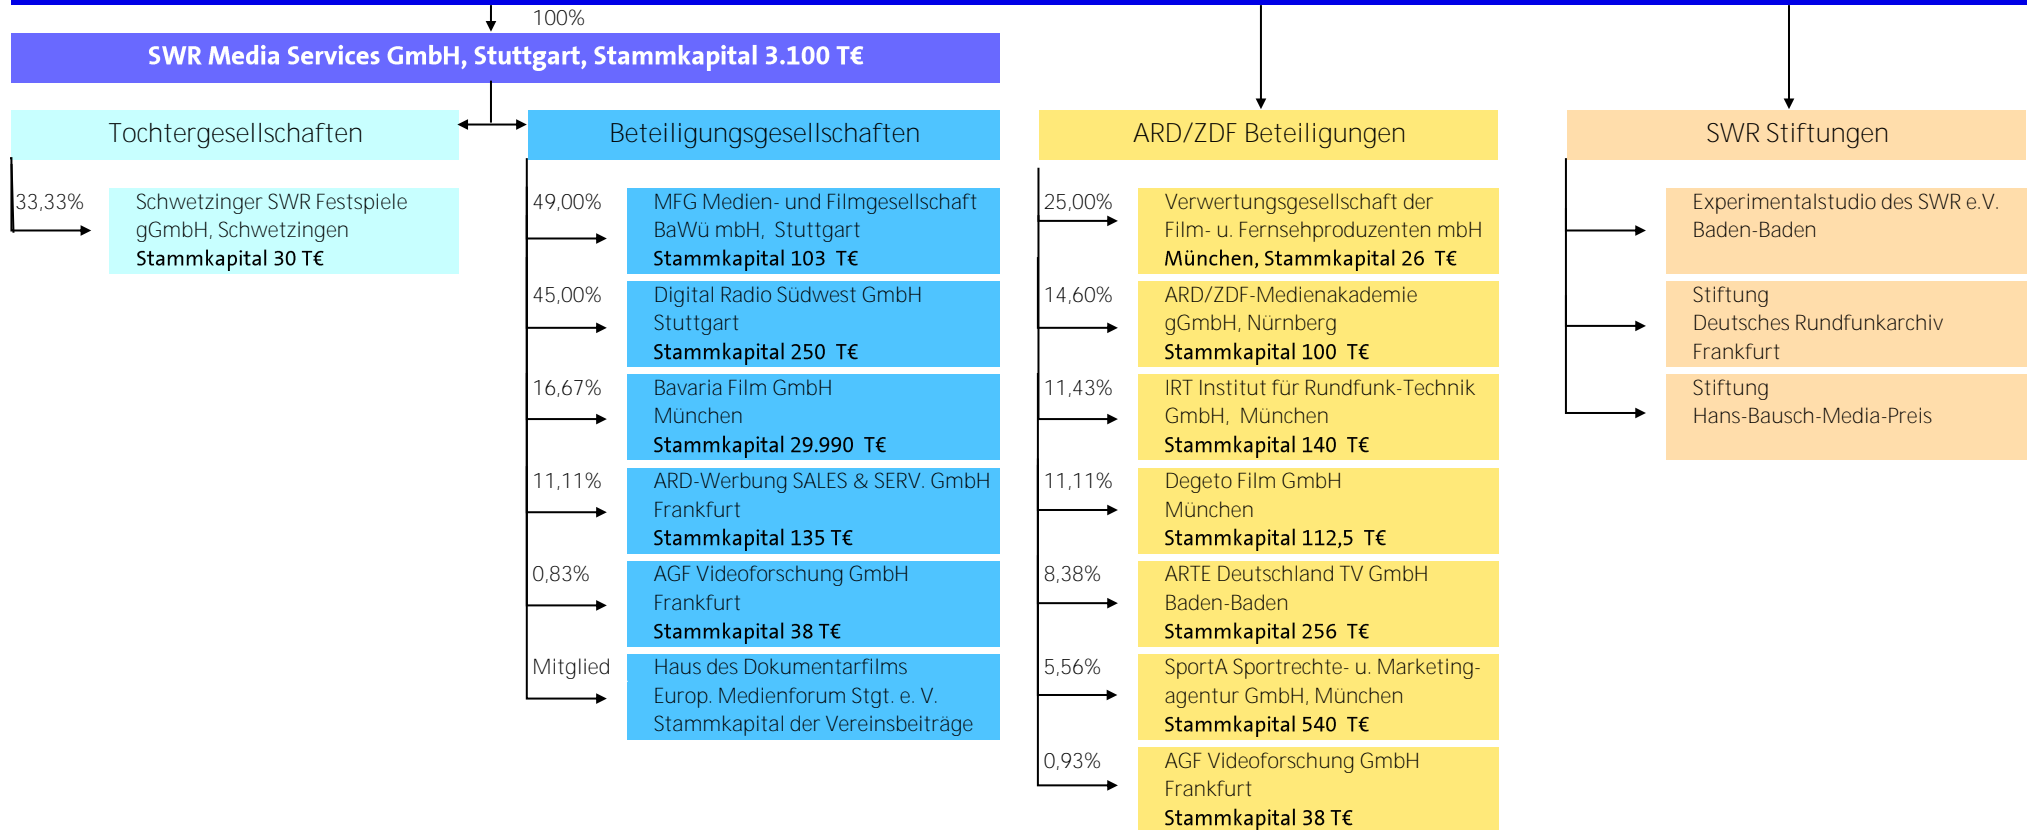 100%
SWR Media Services GmbH, Stuttgart, Stammkapital 3.100 T€
Tochtergesellschaften
33,33%
Schwetzinger SWR Festspiele
gGmbH, Schwetzingen
Stammkapital 30 T€
Beteiligungsgesellschaften
49,00%
MFG Medien- und Filmgesellschaft
BaWü mbH, Stuttgart
Stammkapital 103 T€
45,00%
Digital Radio Südwest GmbH
Stuttgart
Stammkapital 250 T€
16,67%
Bavaria Film GmbH
München
Stammkapital 29.990 T€
11,11%
ARD-Werbung SALES & SERV. GmbH
Frankfurt
Stammkapital 135 T€
0,83%
AGF Videoforschung GmbH
Frankfurt
Stammkapital 38 T€
Mitglied
Haus des Dokumentarfilms
Europ. Medienforum Stgt. e. V.
Stammkapital der Vereinsbeiträge
ARD/ZDF Beteiligungen
25,00%
Verwertungsgesellschaft der
Film- u. Fernsehproduzenten mbH
München, Stammkapital 26 T€
14,60%
ARD/ZDF-Medienakademie
gGmbH, Nürnberg
Stammkapital 100 T€
11,43%
IRT Institut für Rundfunk-Technik
GmbH, München
Stammkapital 140 T€
11,11%
Degeto Film GmbH
München
Stammkapital 112,5 T€
8,38%
ARTE Deutschland TV GmbH
Baden-Baden
Stammkapital 256 T€
5,56%
SportA Sportrechte- u. Marketing-
agentur GmbH, München
Stammkapital 540 T€
0,93%
AGF Videoforschung GmbH
Frankfurt
Stammkapital 38 T€
SWR Stiftungen
Experimentalstudio des SWR e.V.
Baden-Baden
Stiftung
Deutsches Rundfunkarchiv
Frankfurt
Stiftung
Hans-Bausch-Media-Preis